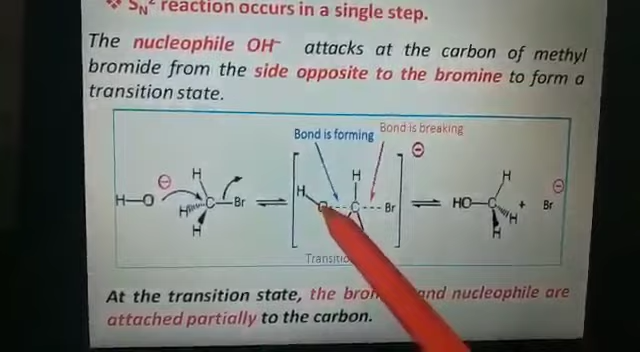 ❖ SN2 reaction occurs in a single step.
The nucleophile OH⁻ attacks at the carbon of methyl
bromide from the side opposite to the bromine to form a
transition state.
Bond is forming Bond is breaking
H—O H H H C—Br
H O C Br H
HO—C H H H + Br
At the transition state, the and nucleophile are
attached partially to the carbon.